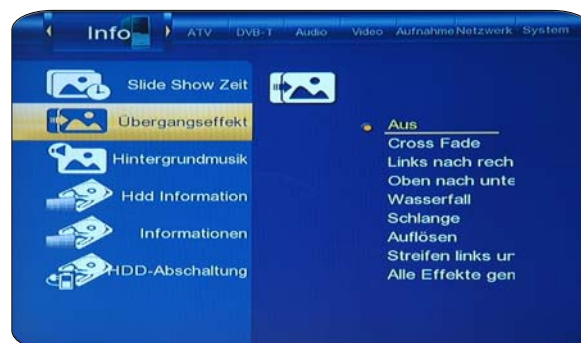 Info ATV DVB-T Audio Video Aufnahme Netzwerk System
Slide Show Zeit
Übergangseffekt
Hintergrundmusik
Hdd Information
Informationen
HDD-Abschaltung
Aus
Cross Fade
Links nach rech
Oben nach unte
Wasserfall
Schlange
Auflösen
Streifen links ur
Alle Effekte gen